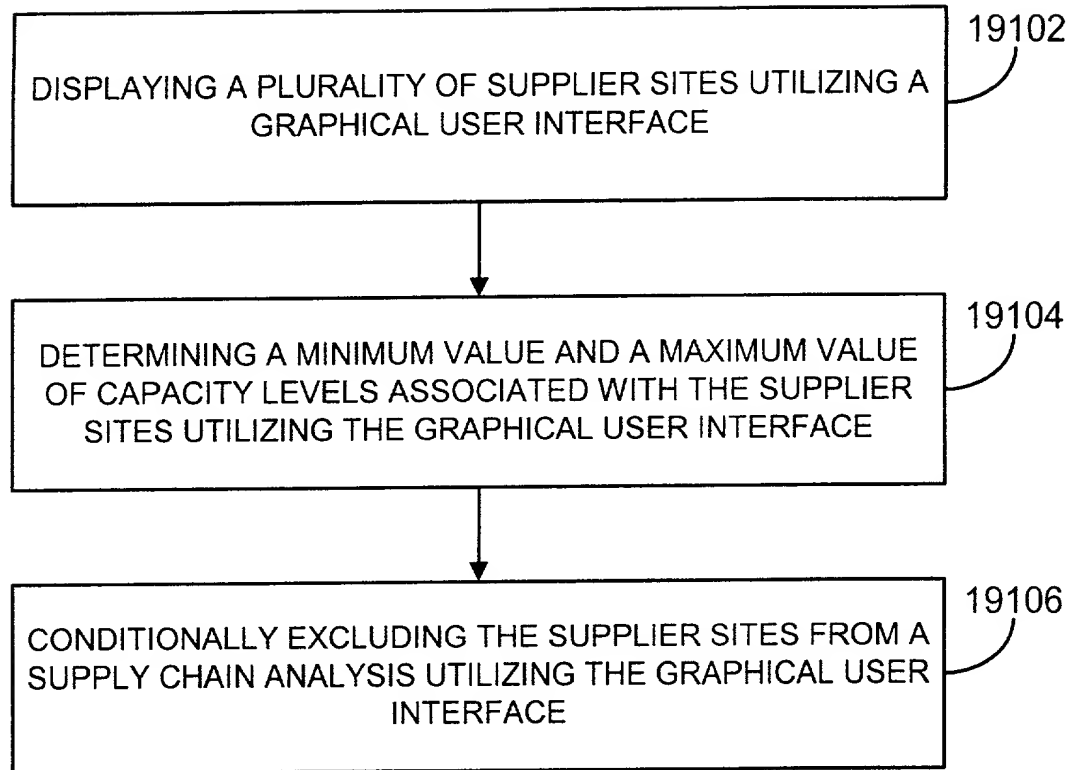 19102
DISPLAYING A PLURALITY OF SUPPLIER SITES UTILIZING A
GRAPHICAL USER INTERFACE
19104
DETERMINING A MINIMUM VALUE AND A MAXIMUM VALUE
OF CAPACITY LEVELS ASSOCIATED WITH THE SUPPLIER
SITES UTILIZING THE GRAPHICAL USER INTERFACE
19106
CONDITIONALLY EXCLUDING THE SUPPLIER SITES FROM A
SUPPLY CHAIN ANALYSIS UTILIZING THE GRAPHICAL USER
INTERFACE